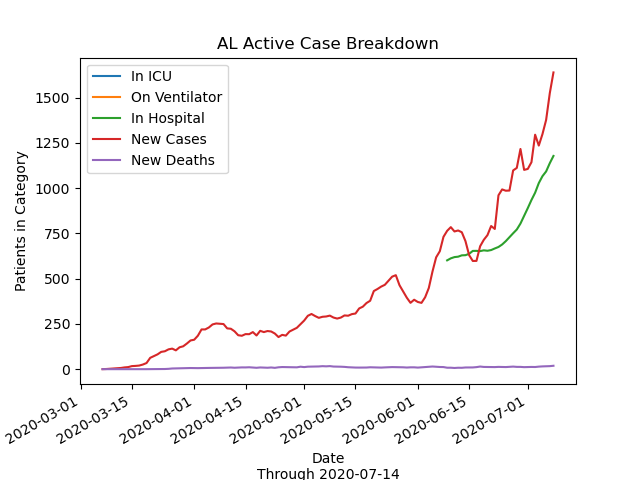 AL Active Case Breakdown
In ICU
On Ventilator
In Hospital
New Cases
New Deaths
Patients in Category
1500
1250
1000
750
500
250
0
2020-03-01
2020-03-15
2020-04-01
2020-04-15
2020-05-01
2020-05-15
2020-06-01
2020-06-15
2020-07-01
Date
Through 2020-07-14